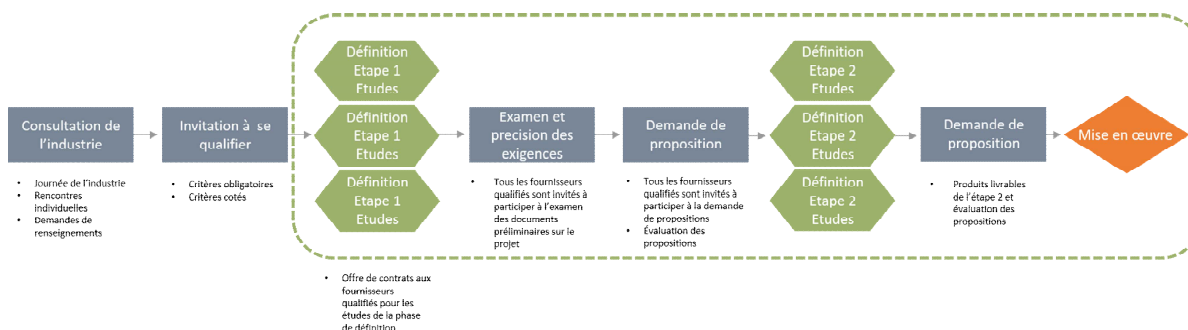 Consultation de
l'industrie
• Journée de l'industrie
• Rencontres
individuelles
• Demandes de
renseignements
Invitation à se
qualifier
• Critères obligatoires
• Critères cotés
Définition
Etape 1
Etudes
Définition
Etape 1
Etudes
Définition
Etape 1
Etudes
• Offre de contrats aux
fournisseurs
qualifiés pour les
études de la phase
de définition
Examen et
precision des
exigences
• Tous les fournisseurs
qualifiés sont invités à
participer à l'examen
des documents
préliminaires sur le
projet
Demande de
proposition
• Tous les fournisseurs
qualifiés sont invités à
participer à la demande
de propositions
• Évaluation des
propositions
Définition
Etape 2
Etudes
Définition
Etape 2
Etudes
Définition
Etape 2
Etudes
Demande de
proposition
• Produits livrables
de l'étape 2 et
évaluation des
propositions
Mise en œuvre